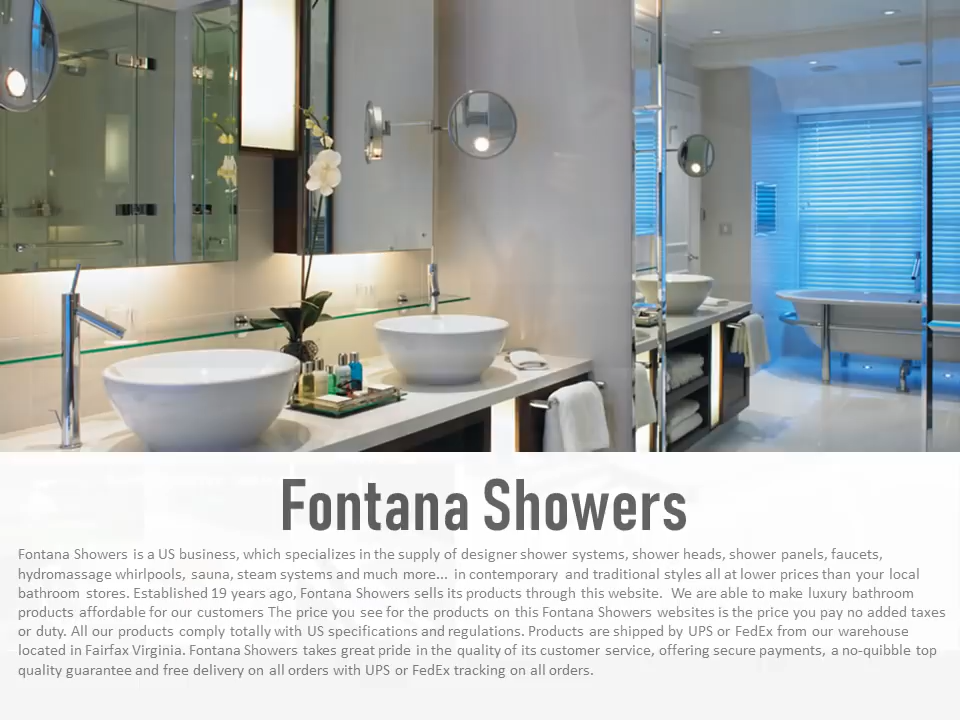 Fontana Showers
Fontana Showers is a US business, which specializes in the supply of designer shower systems, shower heads, shower panels, faucets,
hydromassage whirlpools, sauna, steam systems and much more... in contemporary and traditional styles all at lower prices than your local
bathroom stores. Established 19 years ago, Fontana Showers sells its products through this website. We are able to make luxury bathroom
products affordable for our customers The price you see for the products on this Fontana Showers websites is the price you pay no added taxes
or duty. All our products comply totally with US specifications and regulations. Products are shipped by UPS or FedEx from our warehouse
located in Fairfax Virginia. Fontana Showers takes great pride in the quality of its customer service, offering secure payments, a no-quibble top
quality guarantee and free delivery on all orders with UPS or FedEx tracking on all orders.